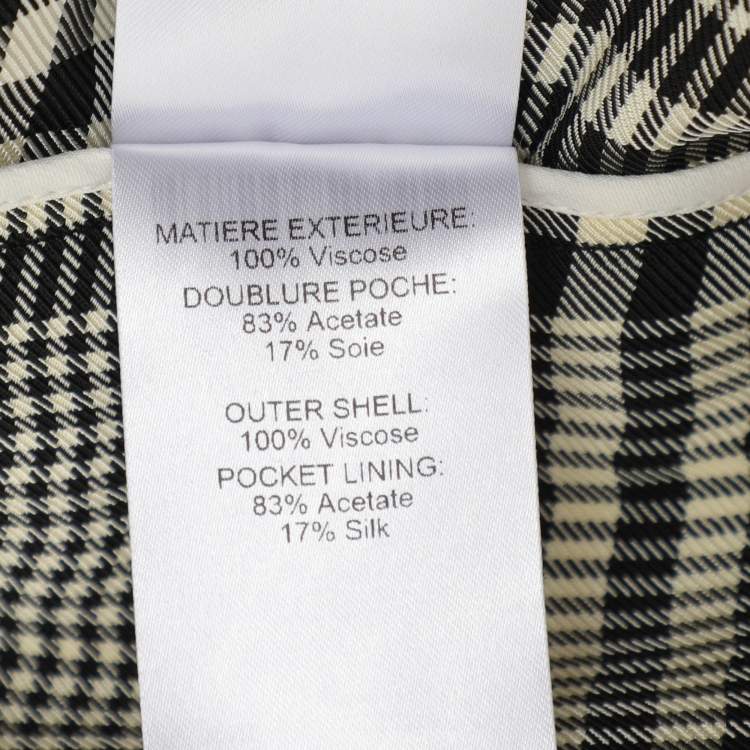 MATIERE EXTERIEURE:
100% Viscose
DOUBLURE POCHE:
83% Acetate
17% Soie
OUTER SHELL:
100% Viscose
POCKET LINING:
83% Acetate
17% Silk